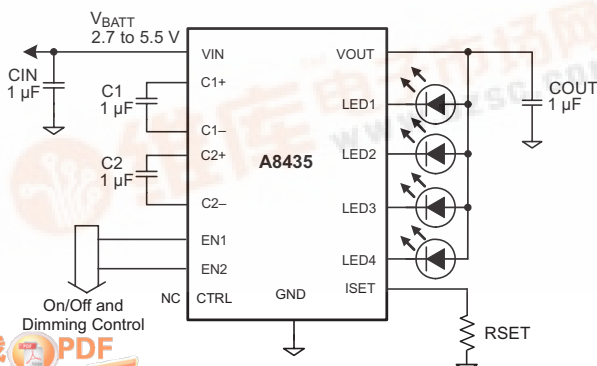 VBATT
2.7 to 5.5 V
VIN
VOUT
CIN
1 µF
C1
1 µF
C1+
C1–
C2
1 µF
C2+
C2–
A8435
LED1
LED2
LED3
LED4
COUT
1 µF
EN1
EN2
NC
CTRL
GND
ISET
RSET
On/Off and
Dimming Control
PDF